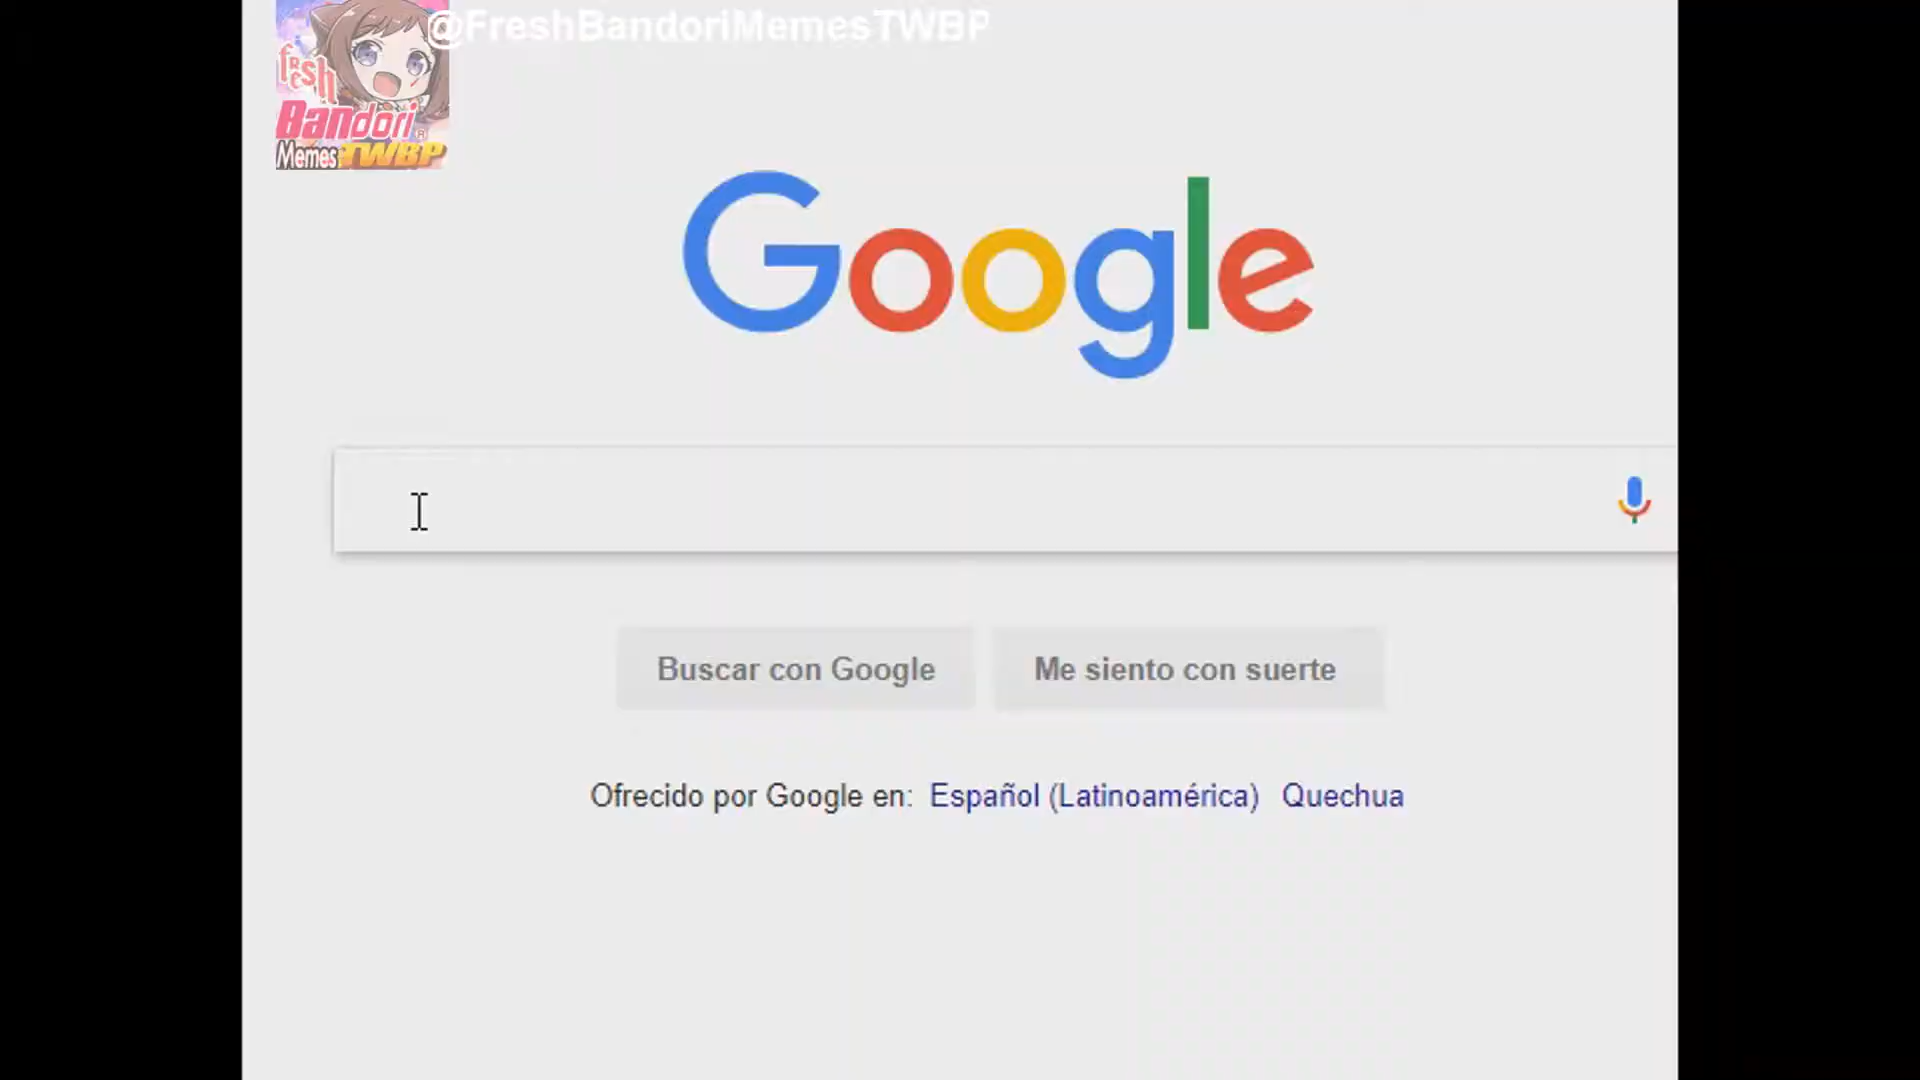 @FreshBandoriMemesTWBP
fresh
Bandori
Memes TWBP
Google
Buscar con Google
Me siento con suerte
Ofrecido por Google en: Español (Latinoamérica) Quechua